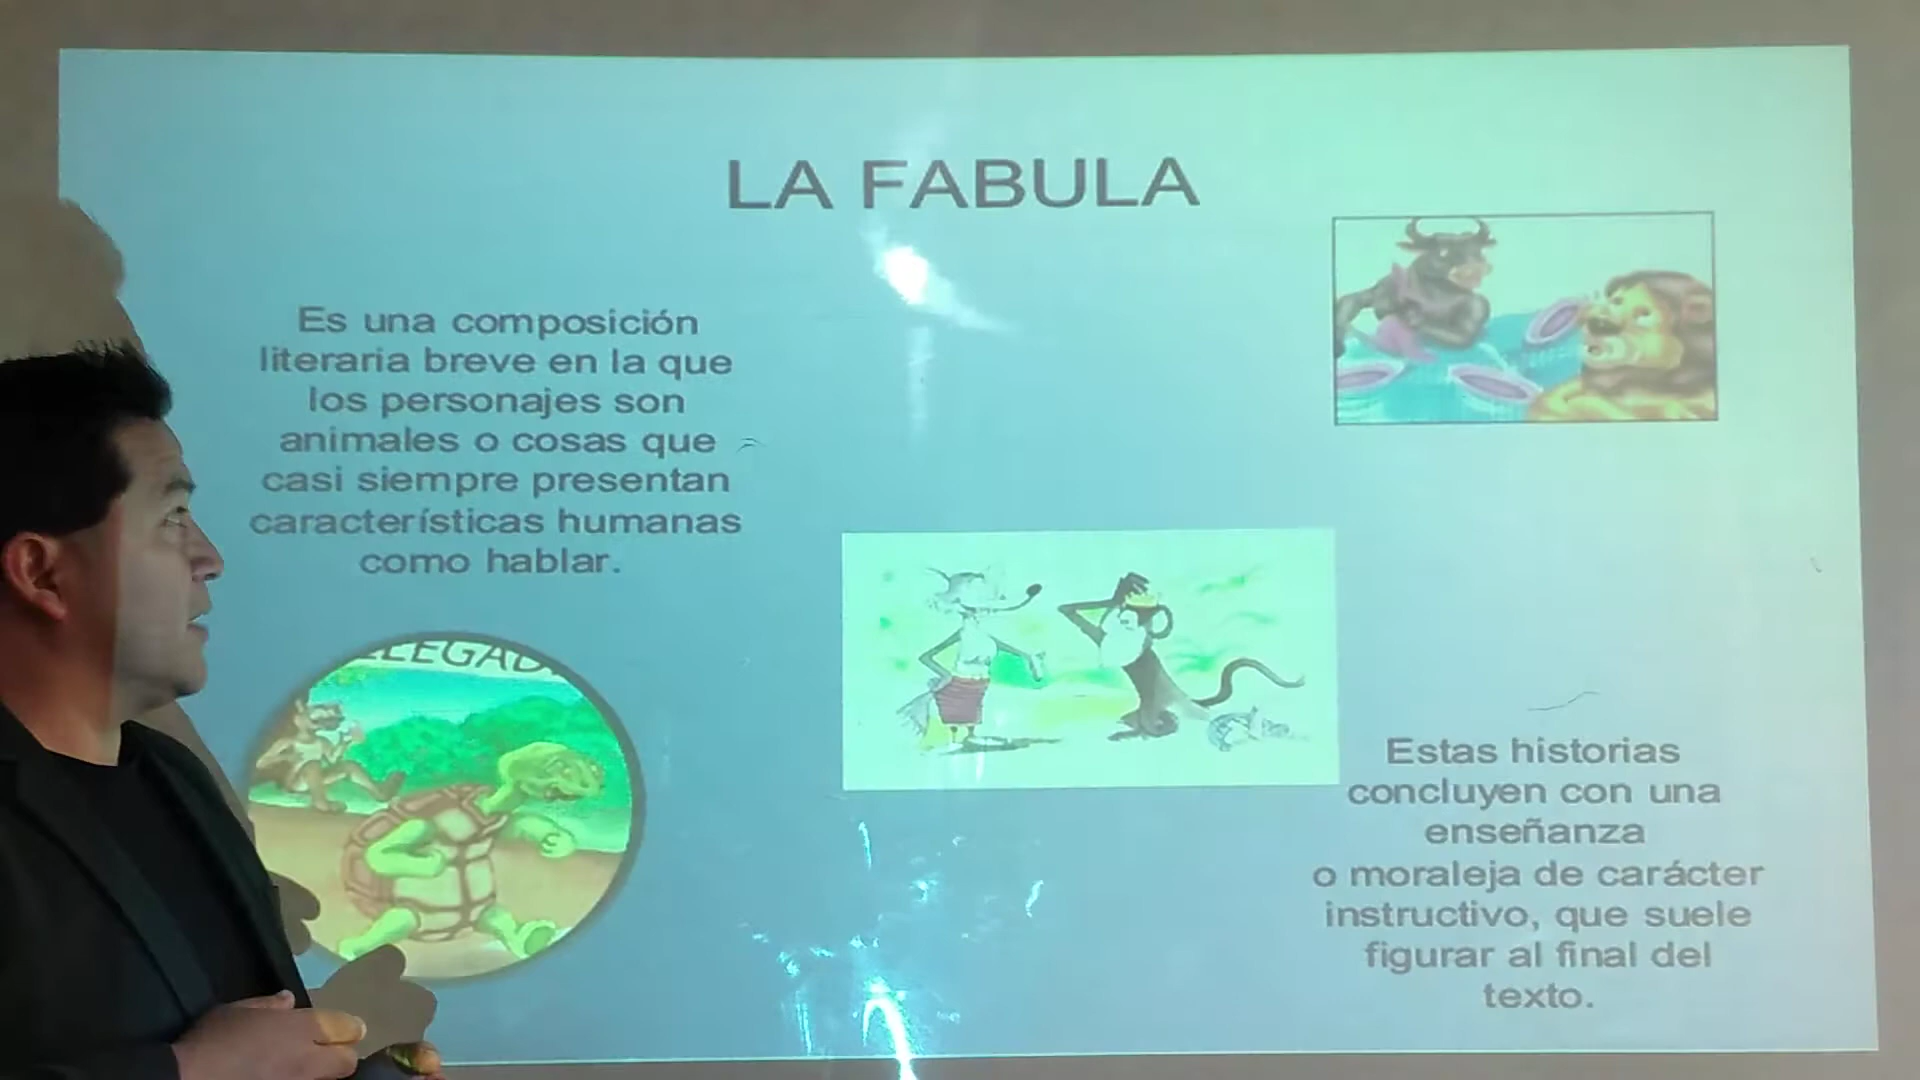 LA FABULA
Es una composición
literaria breve en la que
los personajes son
animales o cosas que
casi siempre presentan
características humanas
como hablar.
Estas historias
concluyen con una
enseñanza
o moraleja de carácter
instructivo, que suele
figurar al final del
texto.